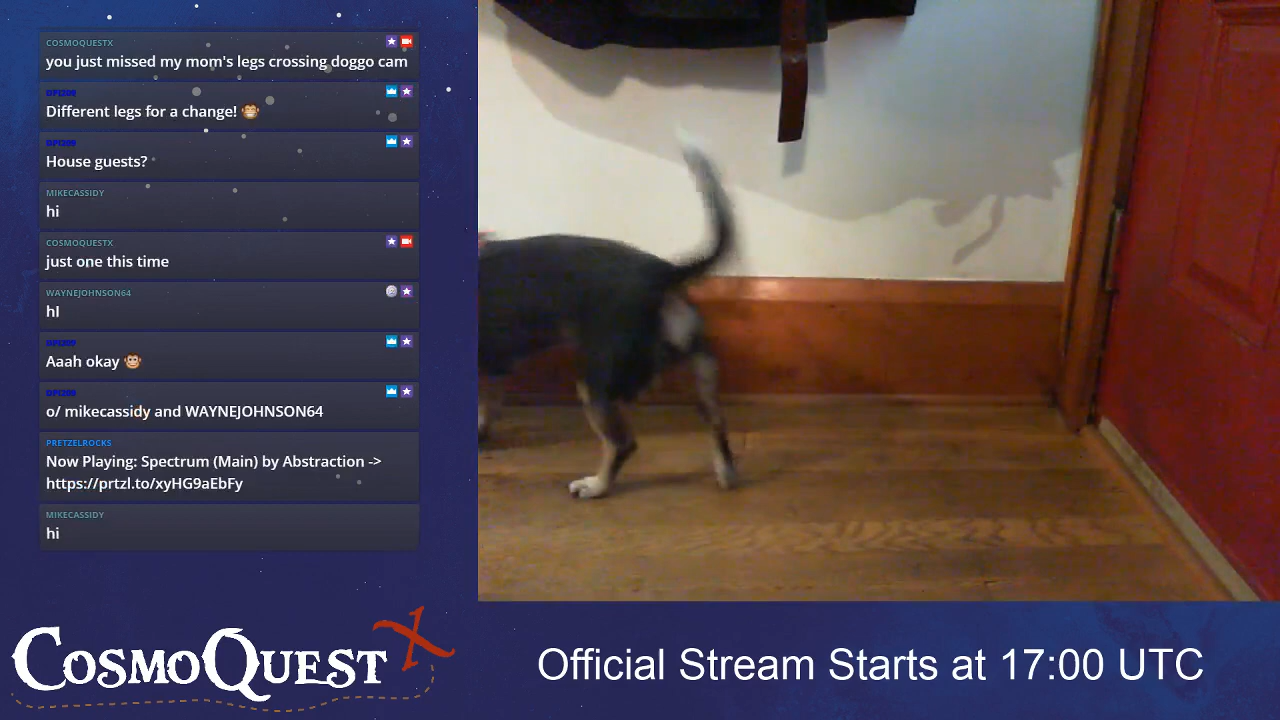 COSMOQUESTX
you just missed my mom's legs crossing doggo cam
Different legs for a change!
House guests?
MIKECASSIDY
hi
COSMOQUESTX
just one this time
WAYNEJOHNSON64
hI
Aaah okay
o/ mikecassidy and WAYNEJOHNSON64
PRETZELROCKS
Now Playing: Spectrum (Main) by Abstraction ->
https://prtzl.to/xyHG9aEbFy
MIKECASSIDY
hi
COSMOQUEST X
Official Stream Starts at 17:00 UTC